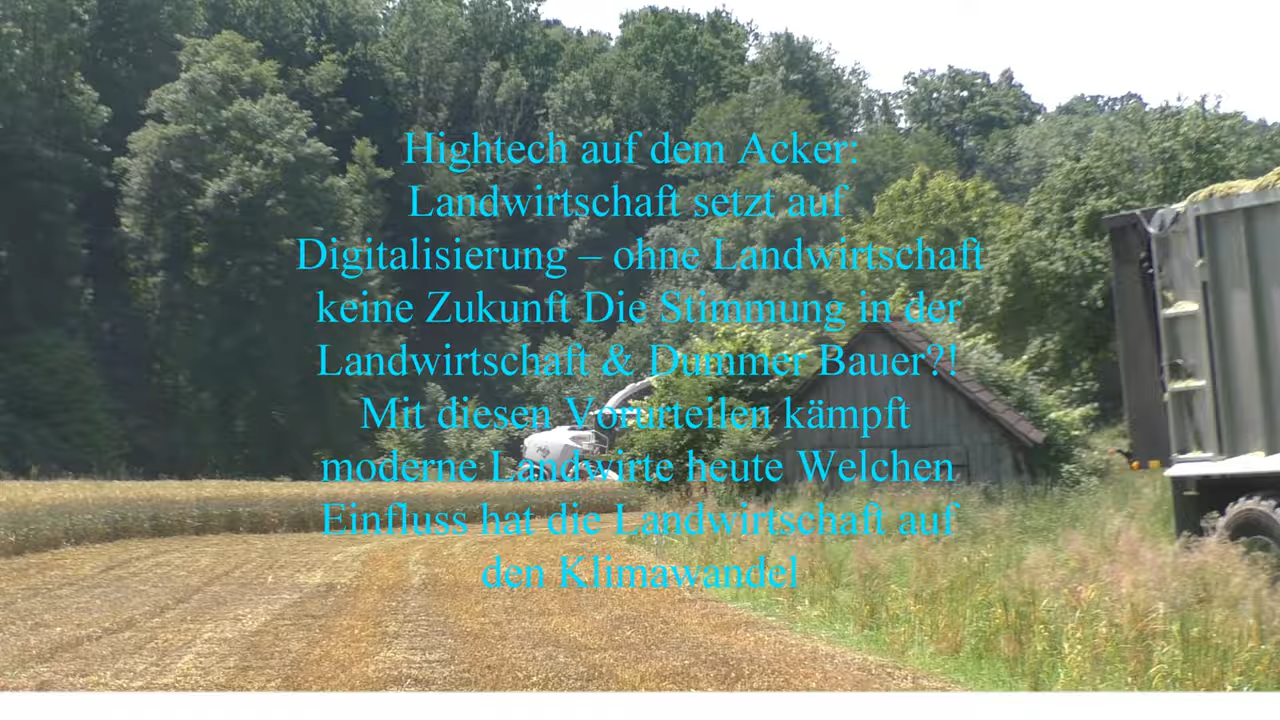 Hightech auf dem Acker:
Landwirtschaft setzt auf
Digitalisierung – ohne Landwirtschaft
keine Zukunft Die Stimmung in der
Landwirtschaft & Dummer Bauer?!
Mit diesen Vorurteilen kämpft
moderne Landwirte heute Welchen
Einfluss hat die Landwirtschaft auf
den Klimawandel